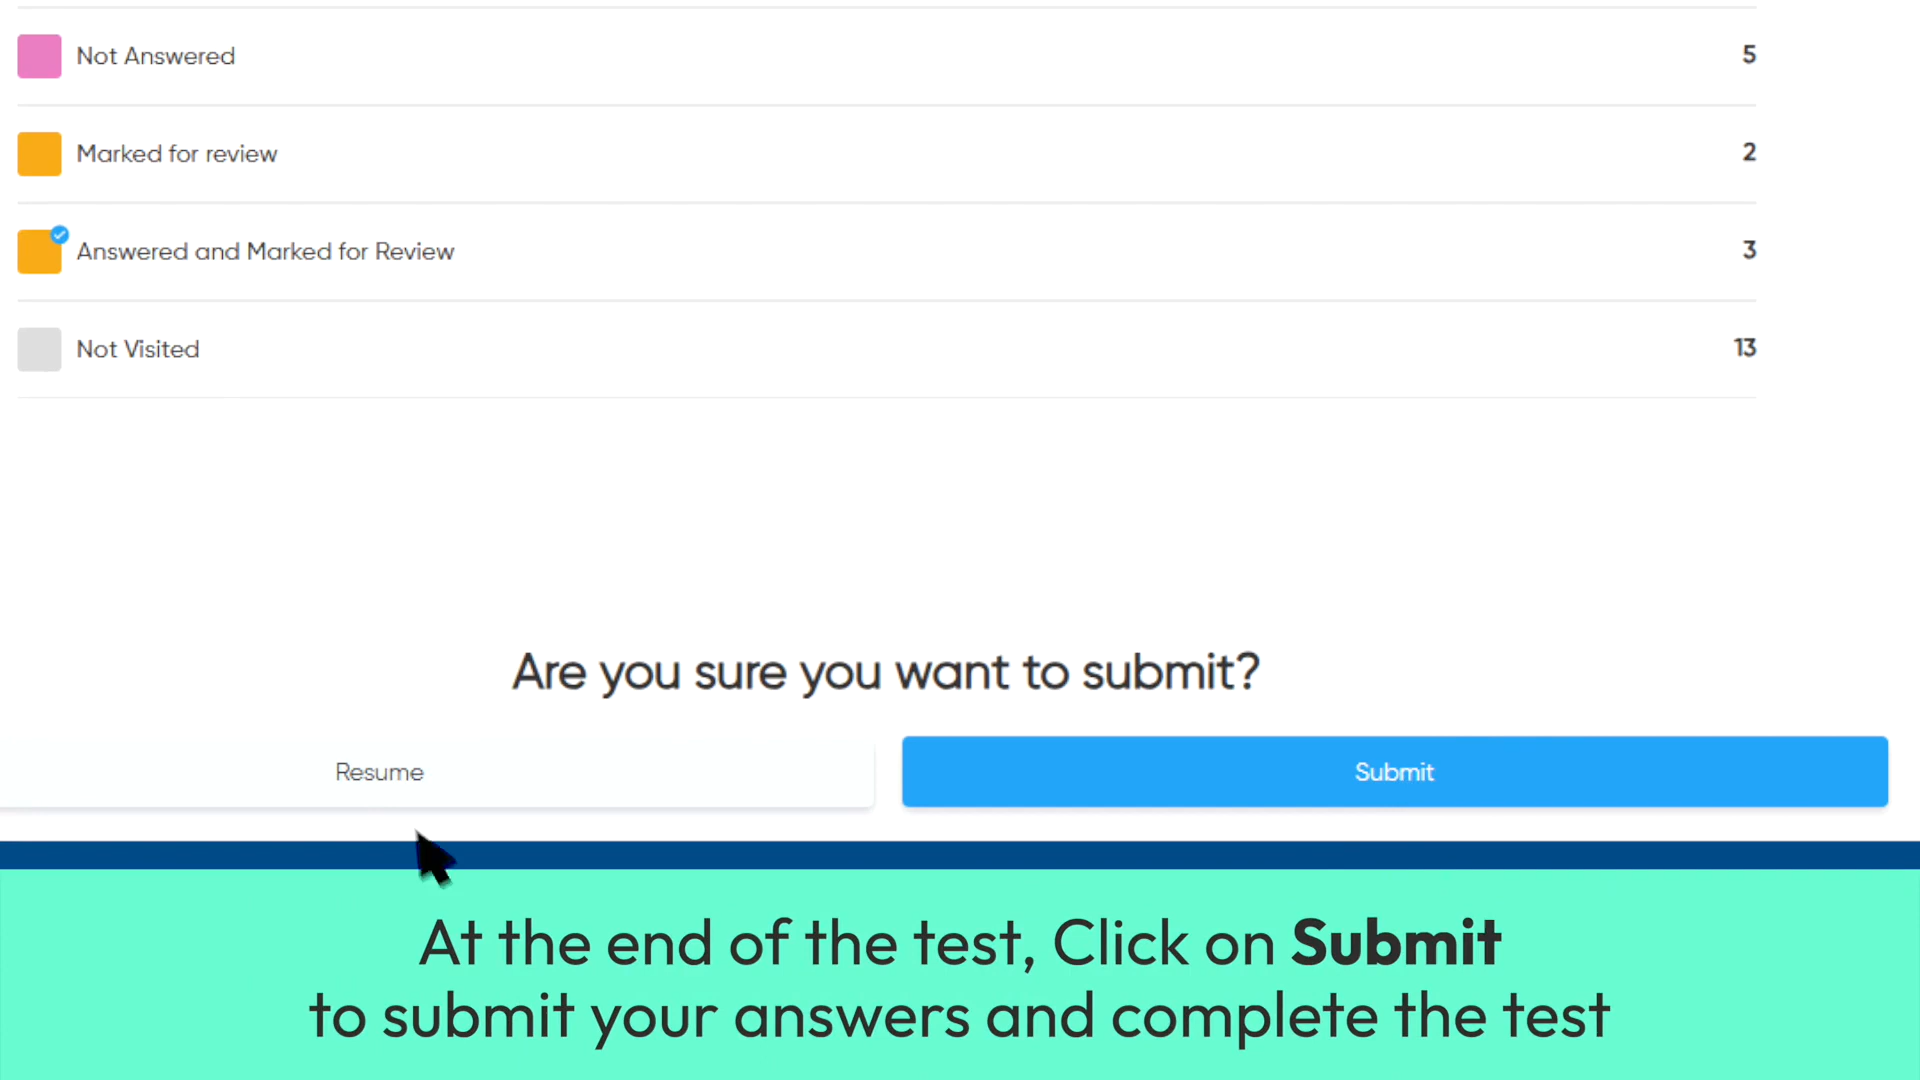 Not Answered 5
Marked for review 2
Answered and Marked for Review 3
Not Visited 13
Are you sure you want to submit?
Resume Submit
At the end of the test, Click on Submit
to submit your answers and complete the test